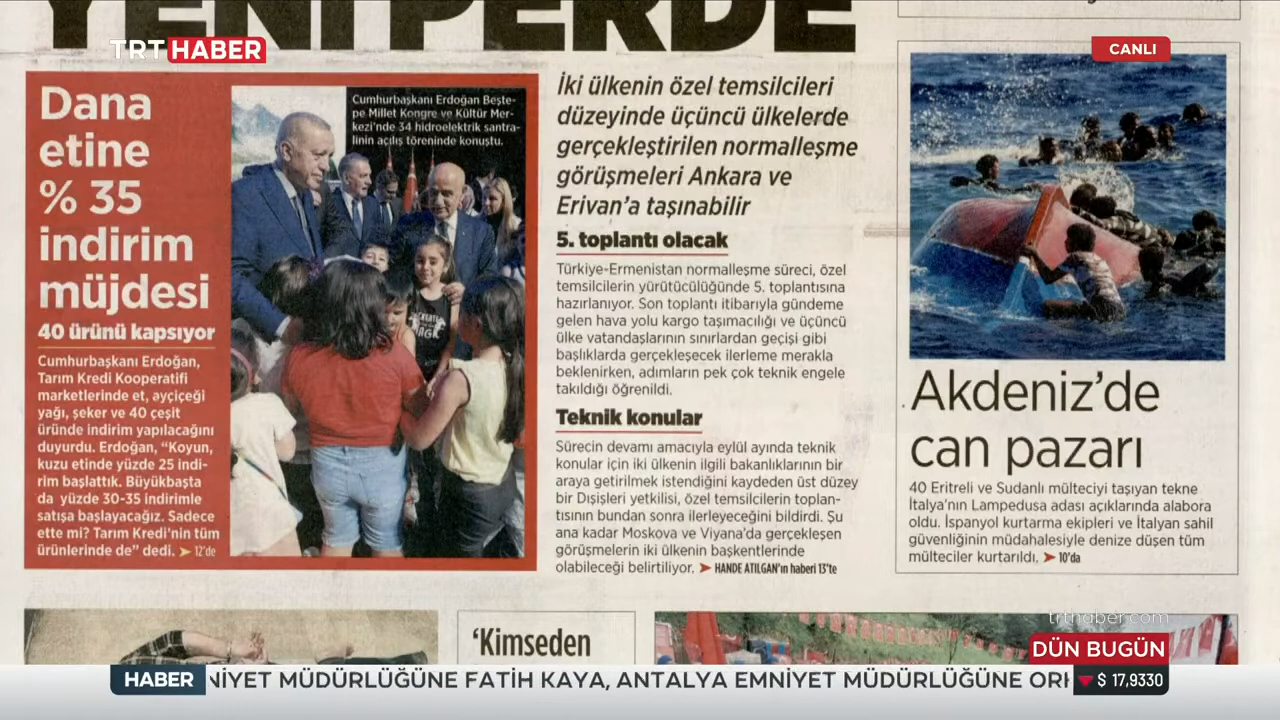 YENİ PERDE
TRT HABER
CANLI
Dana
etine
% 35
indirim
müjdesi
40 ürünü kapsıyor
Cumhurbaşkanı Erdoğan,
Tarım Kredi Kooperatifi
marketlerinde et, ayçiçeği
yağı, şeker ve 40 çeşit
üründe indirim yapılacağını
duyurdu. Erdoğan, “Koyun,
kuzu etinde yüzde 25 indi-
rim başlattık. Büyükbaşta
da yüzde 30-35 indirimle
satışa başlayacağız. Sadece
ette mi? Tarım Kredi’nin tüm
ürünlerinde de” dedi. ➤ 12’de
Cumhurbaşkanı Erdoğan Beşte-
pe Millet Kongre ve Kültür Mer-
kezi’nde 34 hidroelektrik santra-
linin açılış töreninde konuştu.
İki ülkenin özel temsilcileri
düzeyinde üçüncü ülkelerde
gerçekleştirilen normalleşme
görüşmeleri Ankara ve
Erivan’a taşınabilir
5. toplantı olacak
Türkiye-Ermenistan normalleşme süreci, özel
temsilcilerin yürütücülüğünde 5. toplantısına
hazırlanıyor. Son toplantı itibarıyla gündeme
gelen hava yolu kargo taşımacılığı ve üçüncü
ülke vatandaşlarının sınırlardan geçişi gibi
başlıklarda gerçekleşecek ilerleme merakla
beklenirken, adımların pek çok teknik engele
takıldığı öğrenildi.
Teknik konular
Sürecin devamı amacıyla eylül ayında teknik
konular için iki ülkenin ilgili bakanlıklarının bir
araya getirilmek istendiğini kaydeden üst düzey
bir Dışişleri yetkilisi, özel temsilcilerin toplan-
tısının bundan sonra ilerleyeceğini bildirdi. Şu
ana kadar Moskova ve Viyana’da gerçekleşen
görüşmelerin iki ülkenin başkentlerinde
olabileceği belirtiliyor. ➤ HANDE ATILGAN’ın haberi 13’te
Akdeniz’de
can pazarı
40 Eritreli ve Sudanlı mülteciyi taşıyan tekne
İtalya’nın Lampedusa adası açıklarında alabora
oldu. İspanyol kurtarma ekipleri ve İtalyan sahil
güvenliğinin müdahalesiyle denize düşen tüm
mülteciler kurtarıldı. ➤ 10’da
‘Kimseden
trthaber.com
DÜN BUGÜN
HABER
NİYET MÜDÜRLÜĞÜNE FATİH KAYA, ANTALYA EMNİYET MÜDÜRLÜĞÜNE ORH
$ 17,9330